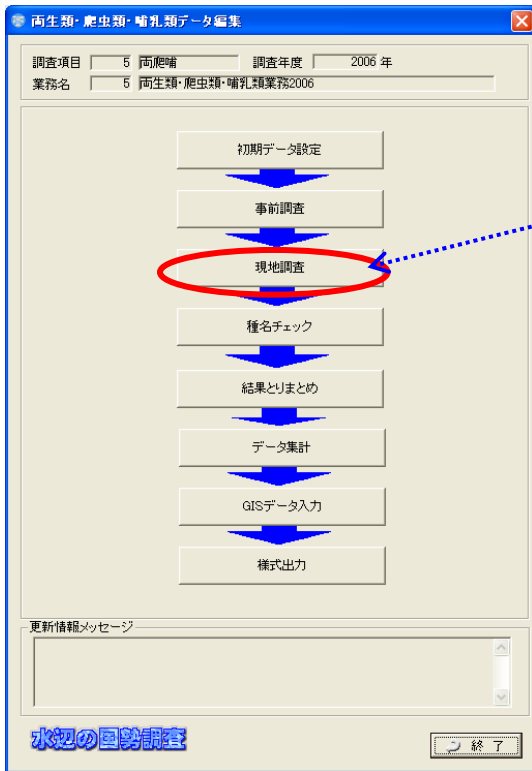 両生類・爬虫類・哺乳類データ編集
調査項目 5 両爬哺 調査年度 2006 年
業務名 5 両生類・爬虫類・哺乳類業務2006
初期データ設定
事前調査
現地調査
種名チェック
結果とりまとめ
データ集計
GISデータ入力
様式出力
更新情報メッセージ
水辺の国勢調査
終 了